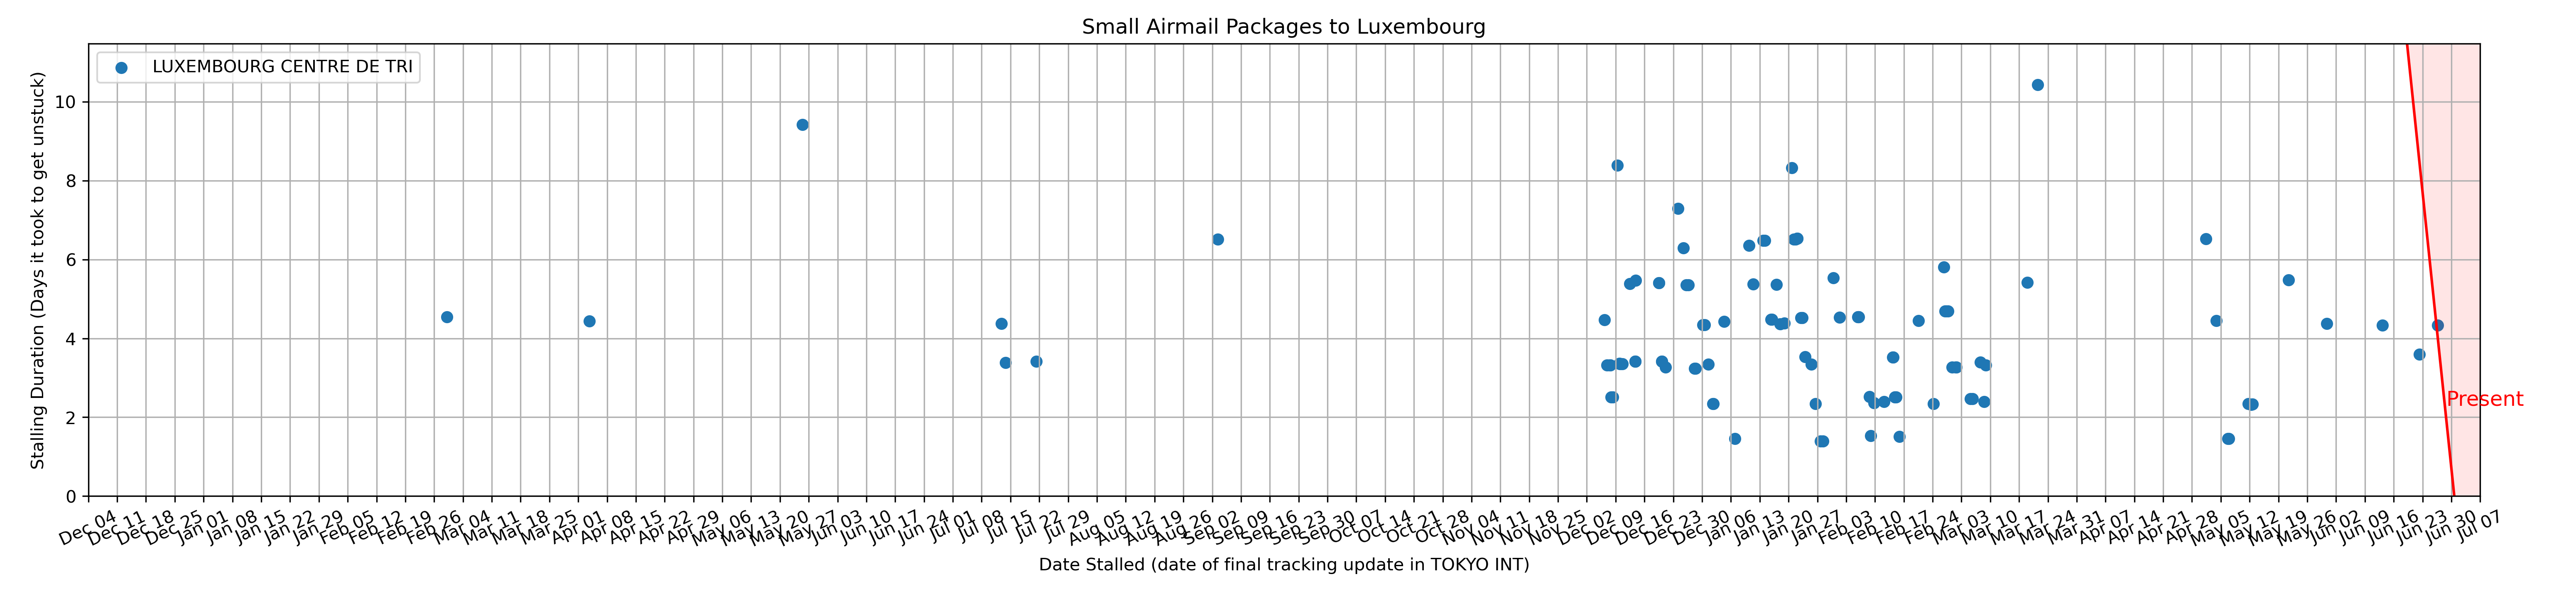 Small Airmail Packages to Luxembourg
LUXEMBOURG CENTRE DE TRI
Stalling Duration (Days it took to get unstuck)
10
8
6
4
2
0
Present
Dec 04 Dec 11 Dec 18 Dec 25 Jan 01 Jan 08 Jan 15 Jan 22 Jan 29 Feb 05 Feb 12 Feb 19 Feb 26 Mar 04 Mar 11 Mar 18 Mar 25 Apr 01 Apr 08 Apr 15 Apr 22 Apr 29 May 06 May 13 May 20 May 27 Jun 03 Jun 10 Jun 17 Jun 24 Jul 01 Jul 08 Jul 15 Jul 22 Jul 29 Aug 05 Aug 12 Aug 19 Aug 26 Sep 02 Sep 09 Sep 16 Sep 23 Sep 30 Oct 07 Oct 14 Oct 21 Oct 28 Nov 04 Nov 11 Nov 18 Nov 25 Dec 02 Dec 09 Dec 16 Dec 23 Dec 30 Jan 06 Jan 13 Jan 20 Jan 27 Feb 03 Feb 10 Feb 17 Feb 24 Mar 03 Mar 10 Mar 17 Mar 24 Mar 31 Apr 07 Apr 14 Apr 21 Apr 28 May 05 May 12 May 19 May 26 Jun 02 Jun 09 Jun 16 Jun 23 Jun 30 Jul 07
Date Stalled (date of final tracking update in TOKYO INT)